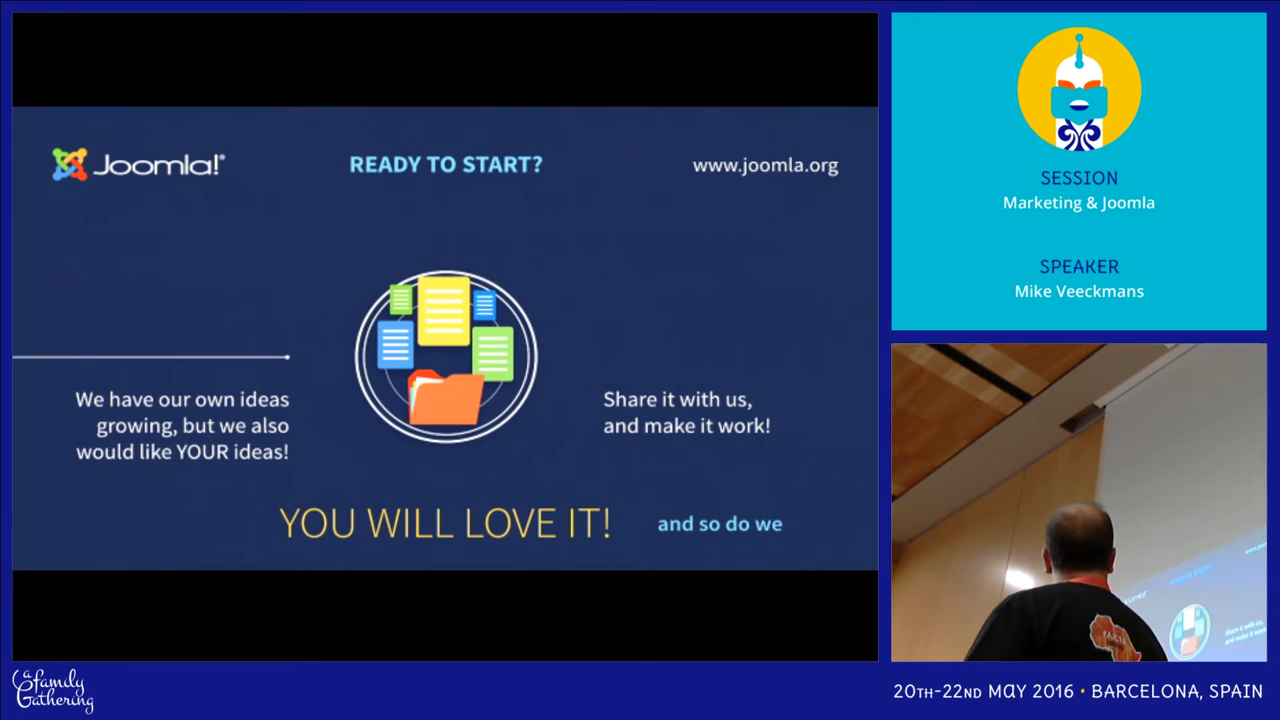 Joomla!®
READY TO START?
www.joomla.org
We have our own ideas
growing, but we also
would like YOUR ideas!
Share it with us,
and make it work!
YOU WILL LOVE IT!
and so do we
SESSION
Marketing & Joomla
SPEAKER
Mike Veeckmans
Joomla!
a family
Gathering
20TH-22ND MAY 2016 • BARCELONA, SPAIN